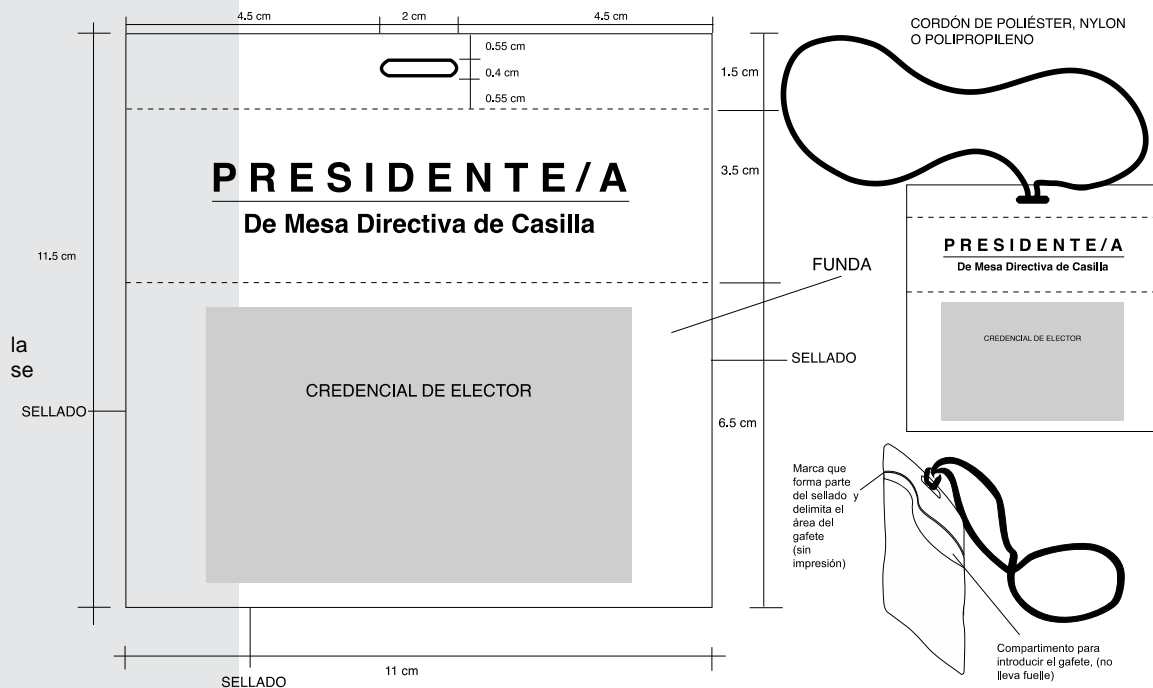 4.5 cm
2 cm
4.5 cm
0.55 cm
0.4 cm
0.55 cm
1.5 cm
3.5 cm
6.5 cm
11.5 cm
11 cm
PRESIDENTE/A
De Mesa Directiva de Casilla
CREDENCIAL DE ELECTOR
la
se
SELLADO
SELLADO
SELLADO
FUNDA
CORDÓN DE POLIÉSTER, NYLON
O POLIPROPILENO
PRESIDENTE/A
De Mesa Directiva de Casilla
CREDENCIAL DE ELECTOR
Marca que
forma parte
del sellado y
delimita el
área del
gafete
(sin
impresión)
Compartimento para
introducir el gafete, (no
lleva fuelle)